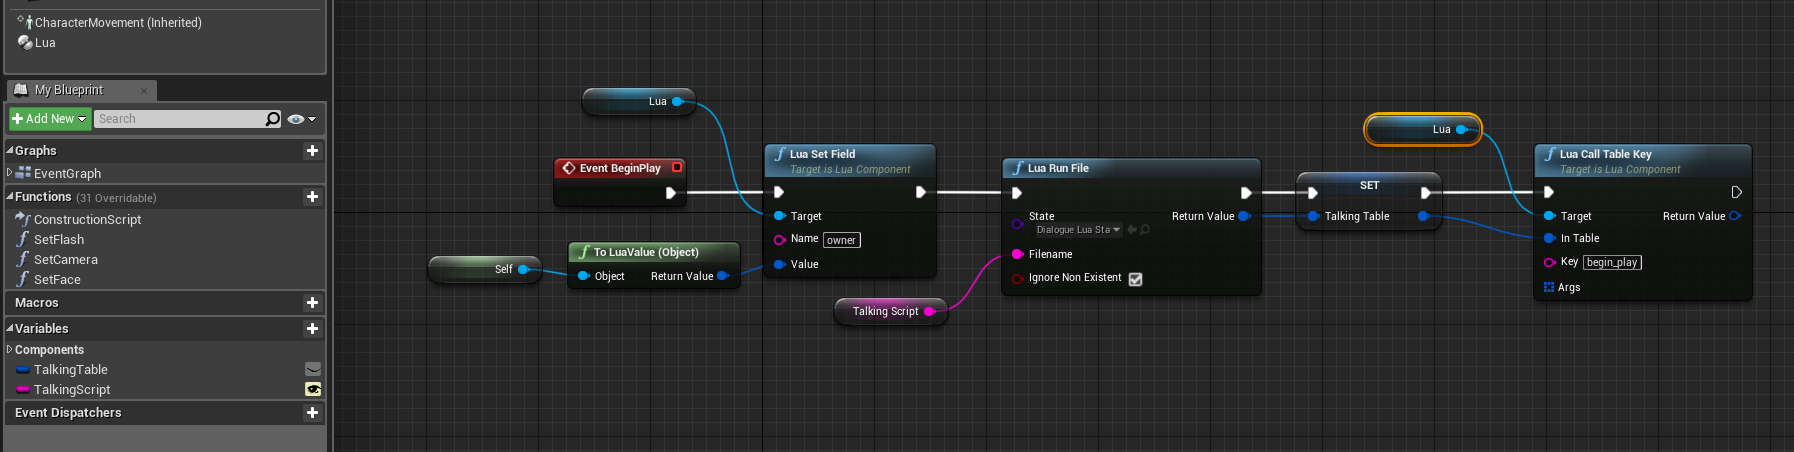 CharacterMovement (Inherited)
Lua
My Blueprint
Add New
Search
Graphs
EventGraph
Functions (31 Overridable)
ConstructionScript
SetFlash
SetCamera
SetFace
Macros
Variables
Components
TalkingTable
TalkingScript
Event Dispatchers
Lua
Event BeginPlay
Self
To LuaValue (Object)
Object Return Value
Lua Set Field
Target is Lua Component
Target
Name owner
Value
Talking Script
Lua Run File
State Return Value
Dialogue Lua Sta
Filename
Ignore Non Existent
SET
Talking Table
Lua
Lua Call Table Key
Target is Lua Component
Target Return Value
In Table
Key begin_play
Args